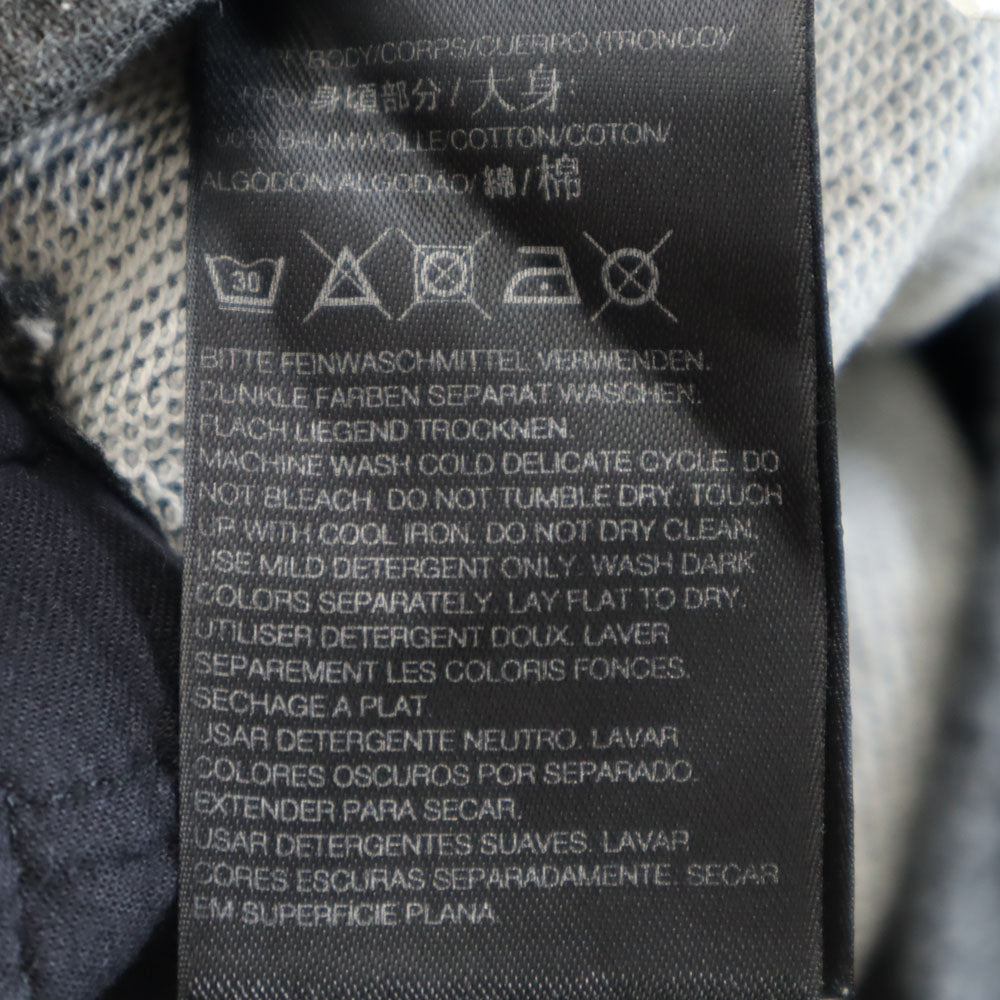 BODY/CORPS/CUERPO (TRONCO)/
身頃部分/大身:
BAUMWOLLE/COTTON/COTON/
ALGODON/ALGODAO/綿/棉
30
BITTE FEINWASCHMITTEL VERWENDEN.
DUNKLE FARBEN SEPARAT WASCHEN.
FLACH LIEGEND TROCKNEN.
MACHINE WASH COLD DELICATE CYCLE. DO
NOT BLEACH. DO NOT TUMBLE DRY. TOUCH
UP WITH COOL IRON. DO NOT DRY CLEAN.
USE MILD DETERGENT ONLY. WASH DARK
COLORS SEPARATELY. LAY FLAT TO DRY.
UTILISER DETERGENT DOUX. LAVER
SEPAREMENT LES COLORIS FONCES.
SECHAGE A PLAT
USAR DETERGENTE NEUTRO. LAVAR
COLORES OSCUROS POR SEPARADO.
EXTENDER PARA SECAR.
USAR DETERGENTES SUAVES. LAVAR
CORES ESCURAS SEPARADAMENTE. SECAR
EM SUPERFÍCIE PLANA